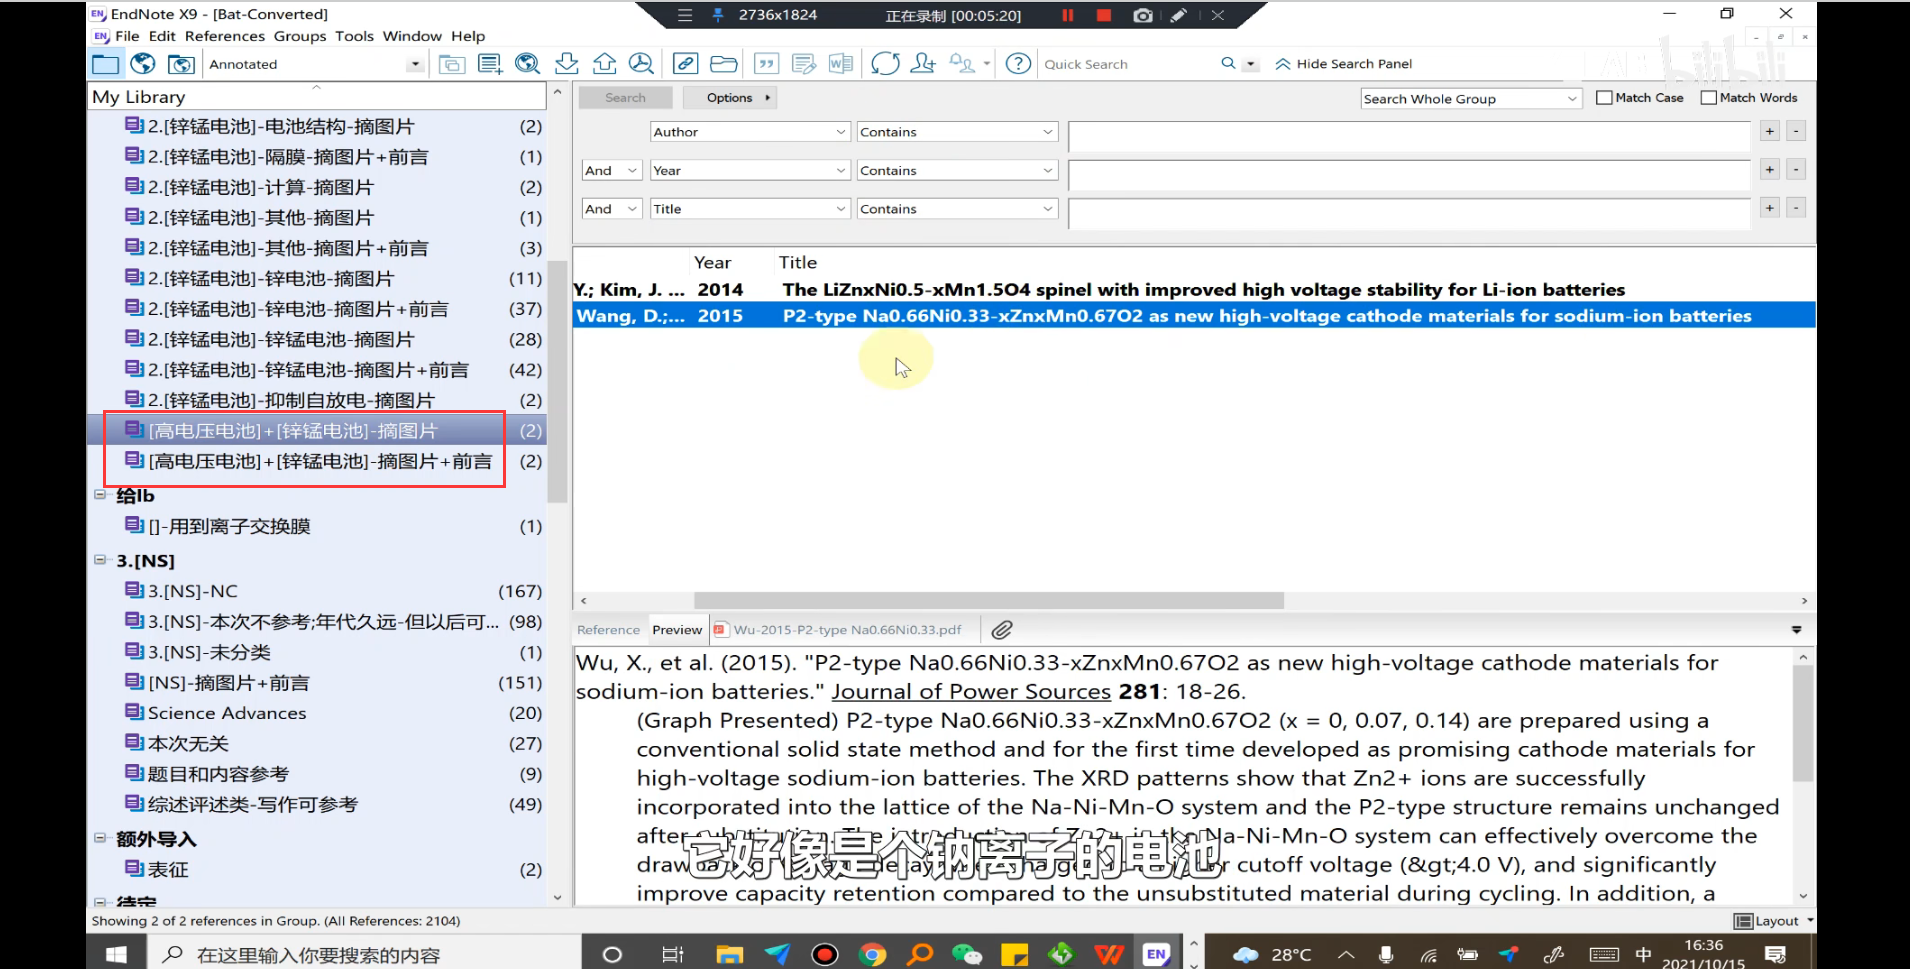 EndNote X9 - [Bat-Converted]
2736x1824 正在录制 [00:05:20]
File Edit References Groups Tools Window Help
Annotated
Quick Search
Hide Search Panel
bilibili
My Library
2.[锌锰电池]-电池结构-摘图片 (2)
2.[锌锰电池]-隔膜-摘图片+前言 (1)
2.[锌锰电池]-计算-摘图片 (2)
2.[锌锰电池]-其他-摘图片 (1)
2.[锌锰电池]-其他-摘图片+前言 (3)
2.[锌锰电池]-锌电池-摘图片 (11)
2.[锌锰电池]-锌电池-摘图片+前言 (37)
2.[锌锰电池]-锌锰电池-摘图片 (28)
2.[锌锰电池]-锌锰电池-摘图片+前言 (42)
2.[锌锰电池]-抑制自放电-摘图片 (2)
[高电压电池]+[锌锰电池]-摘图片 (2)
[高电压电池]+[锌锰电池]-摘图片+前言 (2)
给lb
[]-用到离子交换膜 (1)
3.[NS]
3.[NS]-NC (167)
3.[NS]-本次不参考;年代久远-但以后可... (98)
3.[NS]-未分类 (1)
[NS]-摘图片+前言 (151)
Science Advances (20)
本次无关 (27)
题目和内容参考 (9)
综述评述类-写作可参考 (49)
额外导入
表征 (2)
待定
Search Options Search Whole Group Match Case Match Words
Author Contains + -
And Year Contains + -
And Title Contains + -
Year Title
Y.; Kim, J. ... 2014 The LiZnxNi0.5-xMn1.5O4 spinel with improved high voltage stability for Li-ion batteries
Wang, D.;... 2015 P2-type Na0.66Ni0.33-xZnxMn0.67O2 as new high-voltage cathode materials for sodium-ion batteries
Reference Preview Wu-2015-P2-type Na0.66Ni0.33.pdf
Wu, X., et al. (2015). "P2-type Na0.66Ni0.33-xZnxMn0.67O2 as new high-voltage cathode materials for
sodium-ion batteries." Journal of Power Sources 281: 18-26.
(Graph Presented) P2-type Na0.66Ni0.33-xZnxMn0.67O2 (x = 0, 0.07, 0.14) are prepared using a
conventional solid state method and for the first time developed as promising cathode materials for
high-voltage sodium-ion batteries. The XRD patterns show that Zn2+ ions are successfully
incorporated into the lattice of the Na-Ni-Mn-O system and the P2-type structure remains unchanged
after Na-Ni-Mn-O system can effectively overcome the
cutoff voltage (&gt;4.0 V), and significantly
它好像是个钠离子的电池
improve capacity retention compared to the unsubstituted material during cycling. In addition, a
Showing 2 of 2 references in Group. (All References: 2104)
Layout
在这里输入你要搜索的内容
EN
28°C
中
16:36
2021/10/15